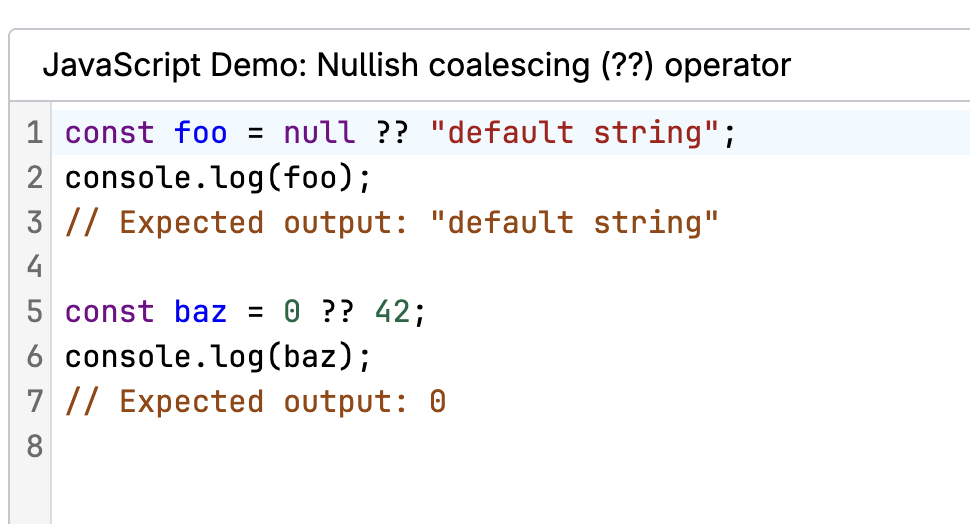 JavaScript Demo: Nullish coalescing (??) operator
1 const foo = null ?? "default string";
2 console.log(foo);
3 // Expected output: "default string"
4
5 const baz = 0 ?? 42;
6 console.log(baz);
7 // Expected output: 0
8